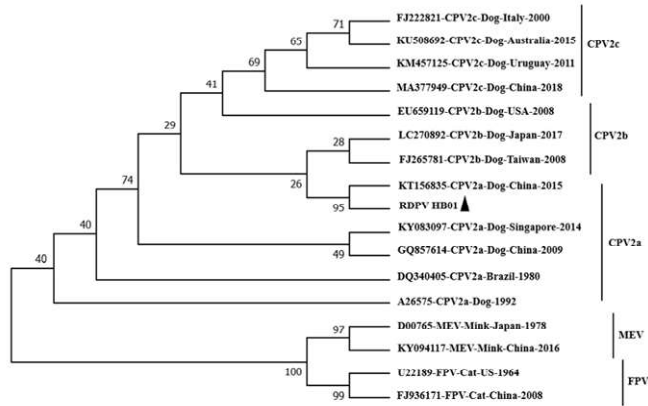 FJ222821-CPV2c-Dog-Italy-2000
KU508692-CPV2c-Dog-Australia-2015
KM457125-CPV2c-Dog-Uruguay-2011
MA377949-CPV2c-Dog-China-2018
CPV2c
EU659119-CPV2b-Dog-USA-2008
LC270892-CPV2b-Dog-Japan-2017
FJ265781-CPV2b-Dog-Taiwan-2008
CPV2b
KT156835-CPV2a-Dog-China-2015
RDPV HB01
KY083097-CPV2a-Dog-Singapore-2014
GQ857614-CPV2a-Dog-China-2009
DQ340405-CPV2a-Brazil-1980
A26575-CPV2a-Dog-1992
CPV2a
D00765-MEV-Mink-Japan-1978
KY094117-MEV-Mink-China-2016
MEV
U22189-FPV-Cat-US-1964
FJ936171-FPV-Cat-China-2008
FPV
71
65
69
41
29
28
26
95
74
49
40
40
97
100
99